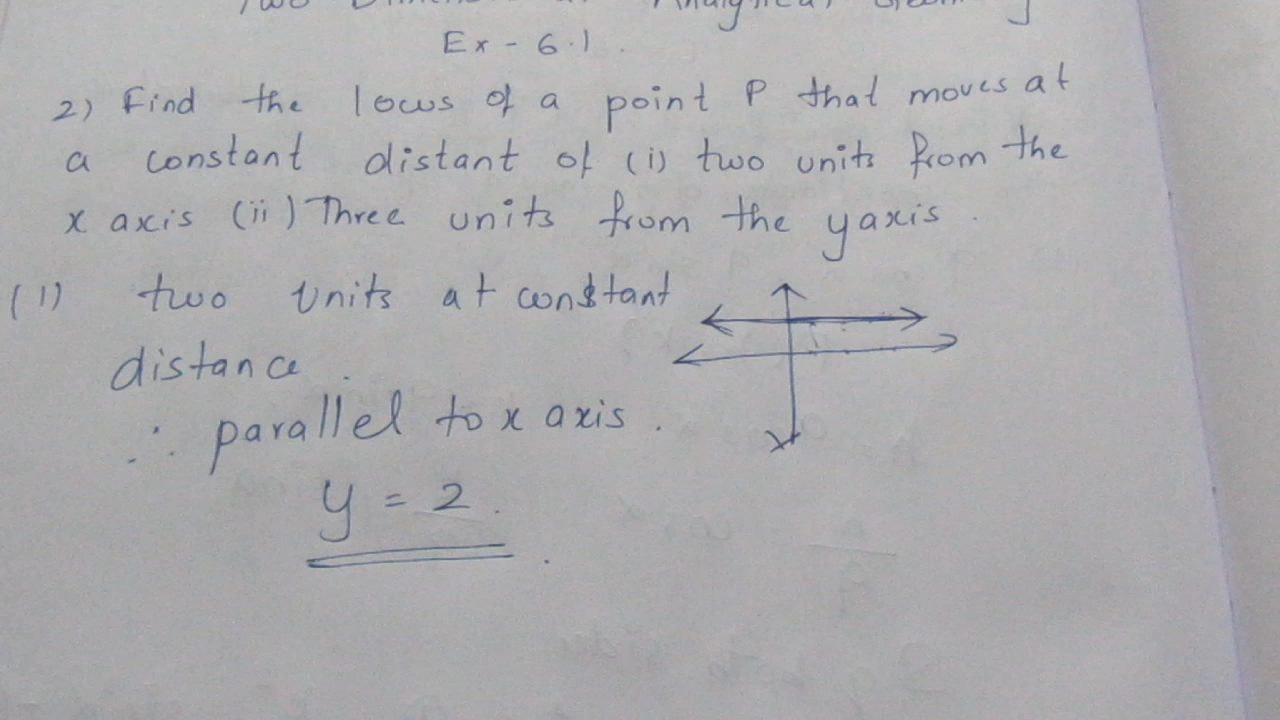 Ex - 6.1.
2) Find the locus of a point P that moves at
a constant distant of (i) two units from the
x axis (ii) Three units from the y axis.
(1) two units at constant
distance.
∴ parallel to x axis.
y = 2.